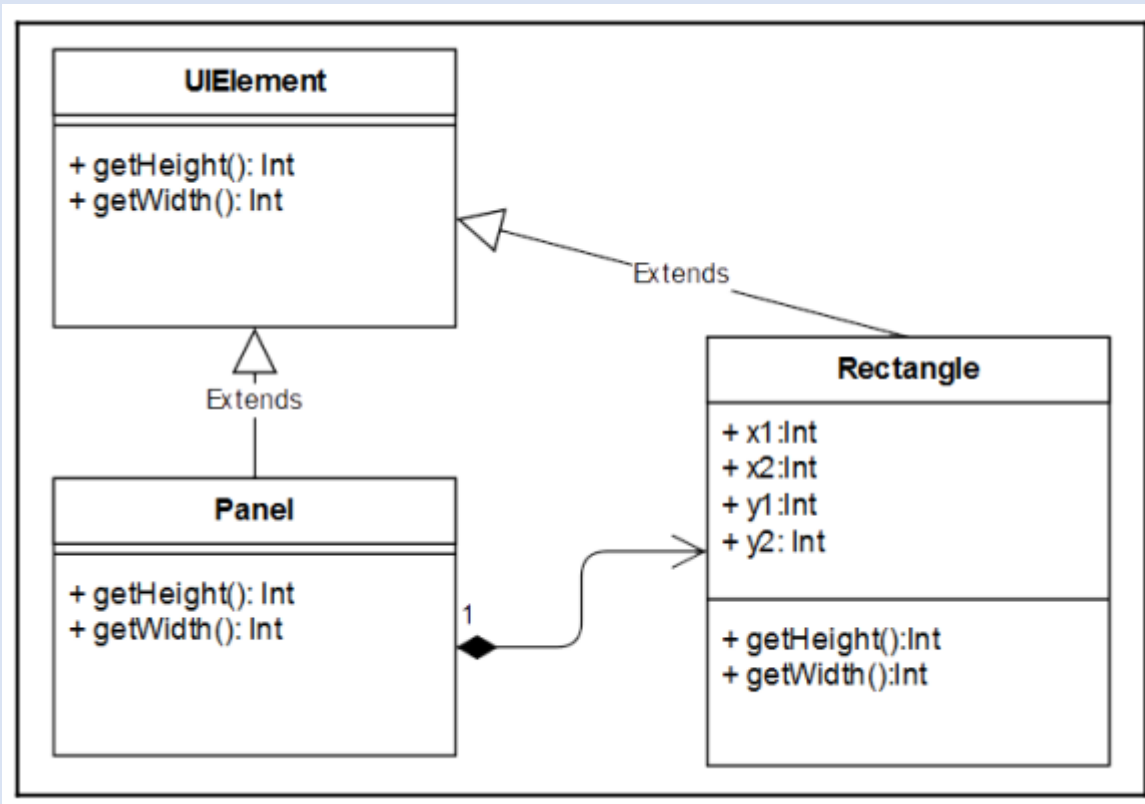 UIElement
+ getHeight(): Int
+ getWidth(): Int
Extends
Extends
Rectangle
+ x1:Int
+ x2:Int
+ y1:Int
+ y2: Int
+ getHeight():Int
+ getWidth():Int
Panel
+ getHeight(): Int
+ getWidth(): Int
1